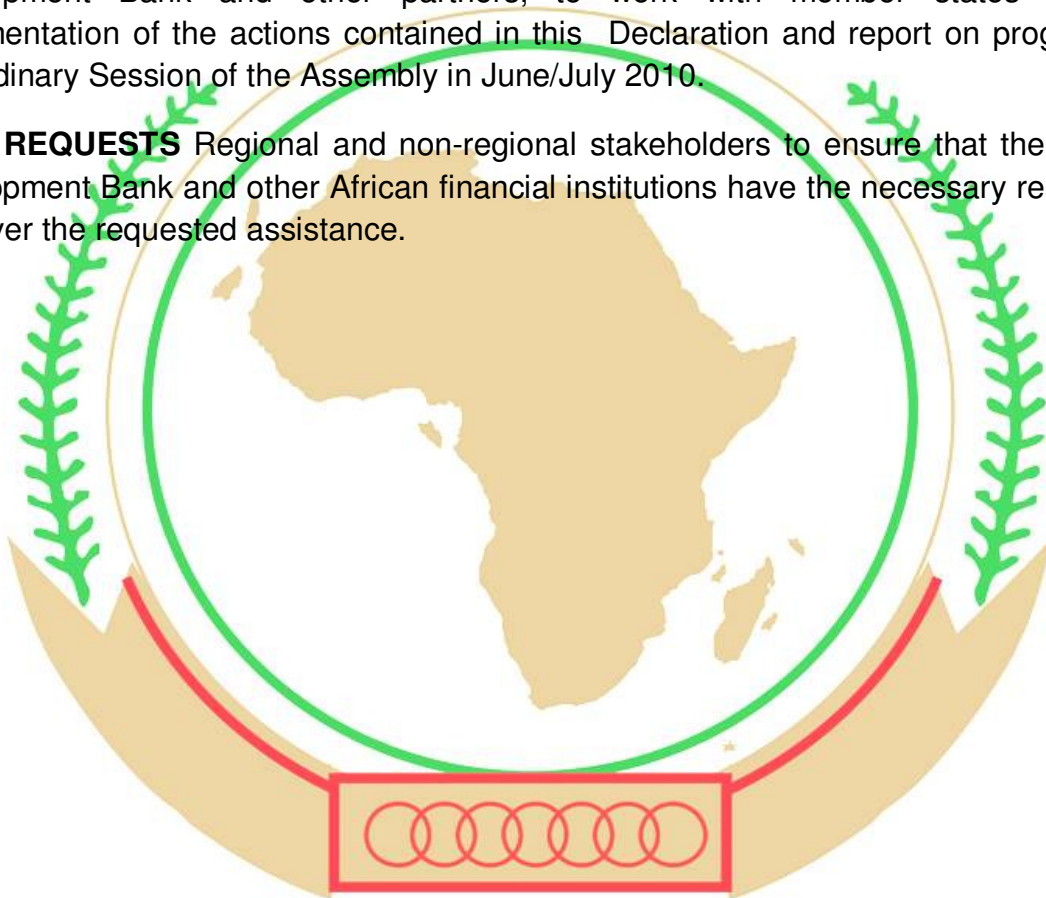 pment Bank and other partners, to work with member states
mentation of the actions contained in this Declaration and report on prog
dinary Session of the Assembly in June/July 2010.
REQUESTS Regional and non-regional stakeholders to ensure that the
opment Bank and other African financial institutions have the necessary re
ver the requested assistance.